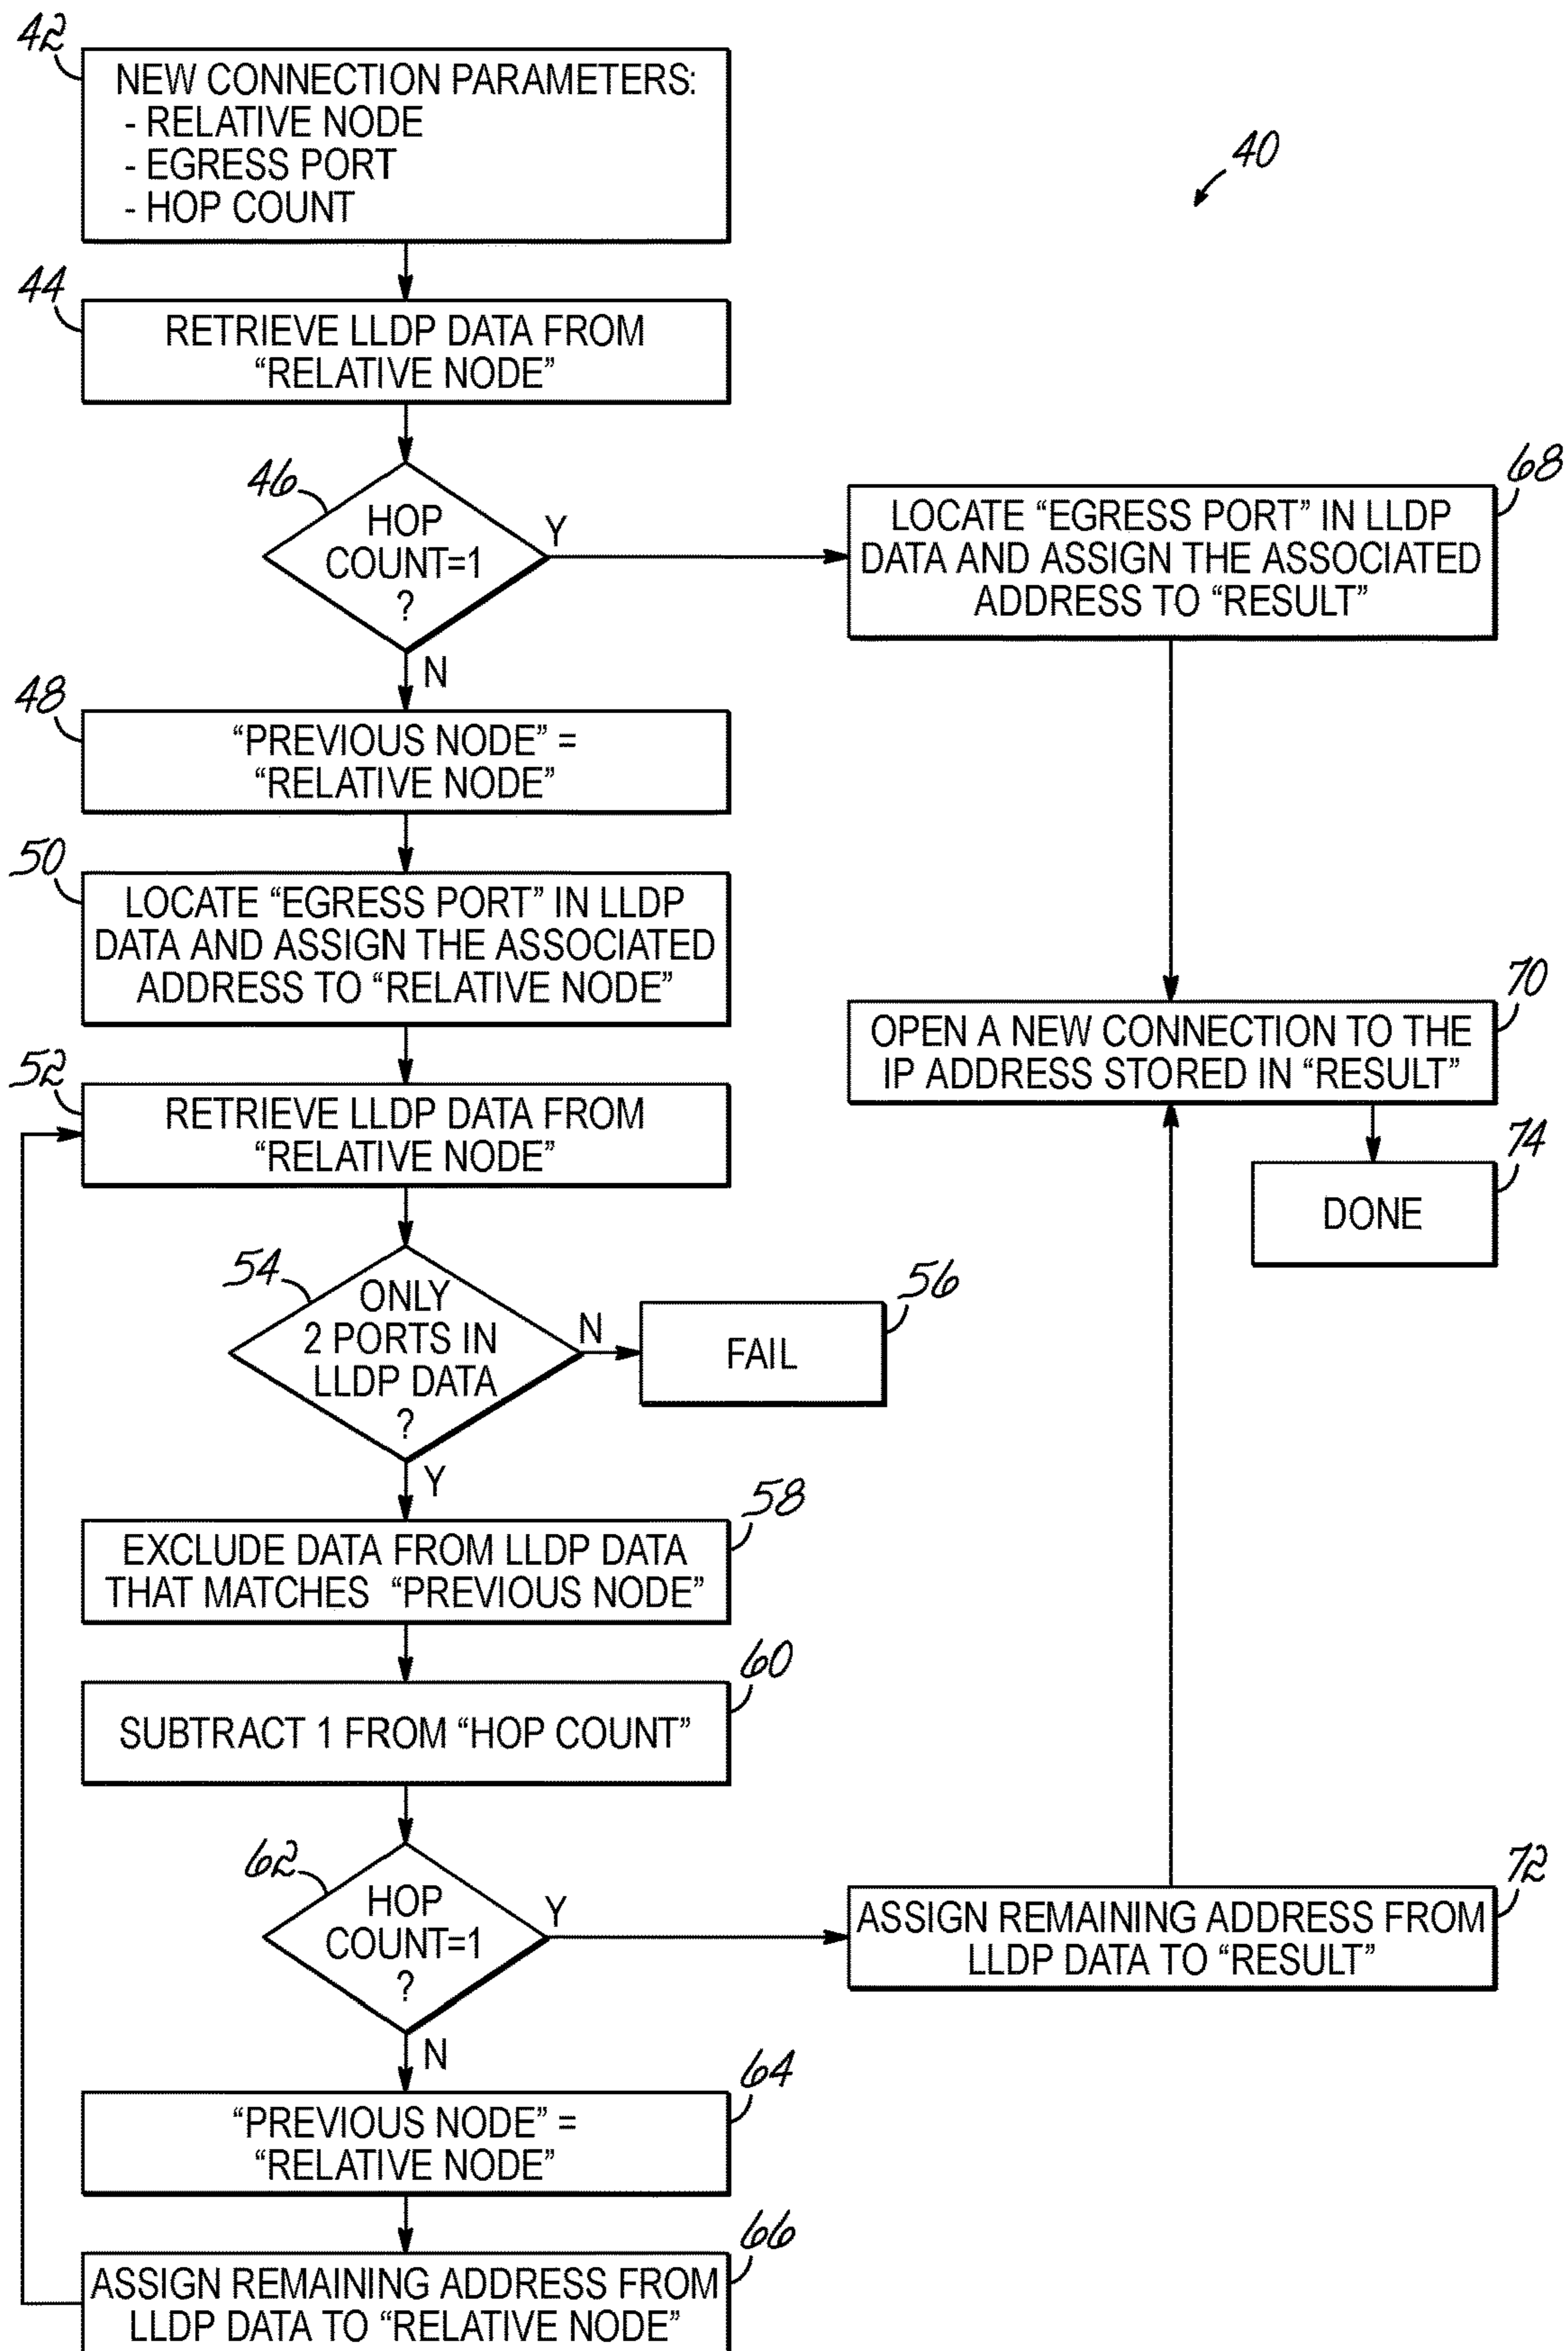 42
NEW CONNECTION PARAMETERS:
- RELATIVE NODE
- EGRESS PORT
- HOP COUNT
40
44
RETRIEVE LLDP DATA FROM
“RELATIVE NODE”
46
HOP
COUNT=1
?
Y
N
68
LOCATE “EGRESS PORT” IN LLDP
DATA AND ASSIGN THE ASSOCIATED
ADDRESS TO “RESULT”
48
“PREVIOUS NODE” =
“RELATIVE NODE”
50
LOCATE “EGRESS PORT” IN LLDP
DATA AND ASSIGN THE ASSOCIATED
ADDRESS TO “RELATIVE NODE”
70
OPEN A NEW CONNECTION TO THE
IP ADDRESS STORED IN “RESULT”
52
RETRIEVE LLDP DATA FROM
“RELATIVE NODE”
74
DONE
54
ONLY
2 PORTS IN
LLDP DATA
?
N
Y
56
FAIL
58
EXCLUDE DATA FROM LLDP DATA
THAT MATCHES “PREVIOUS NODE”
60
SUBTRACT 1 FROM “HOP COUNT”
62
HOP
COUNT=1
?
Y
N
72
ASSIGN REMAINING ADDRESS FROM
LLDP DATA TO “RESULT”
64
“PREVIOUS NODE” =
“RELATIVE NODE”
66
ASSIGN REMAINING ADDRESS FROM
LLDP DATA TO “RELATIVE NODE”